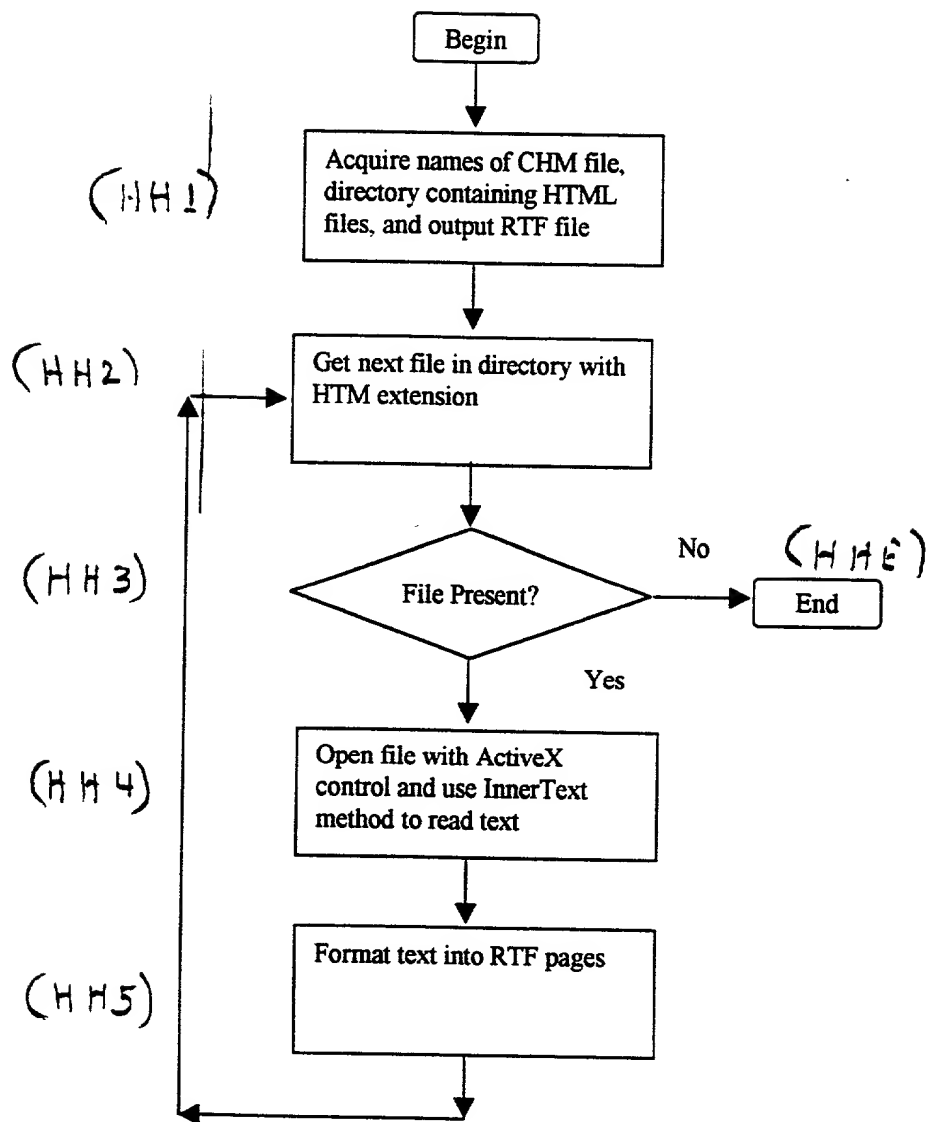 Begin
(HH1)
Acquire names of CHM file,
directory containing HTML
files, and output RTF file
(HH2)
Get next file in directory with
HTM extension
(HH3)
File Present?
No
(HHE)
End
Yes
(HH4)
Open file with ActiveX
control and use InnerText
method to read text
(HH5)
Format text into RTF pages